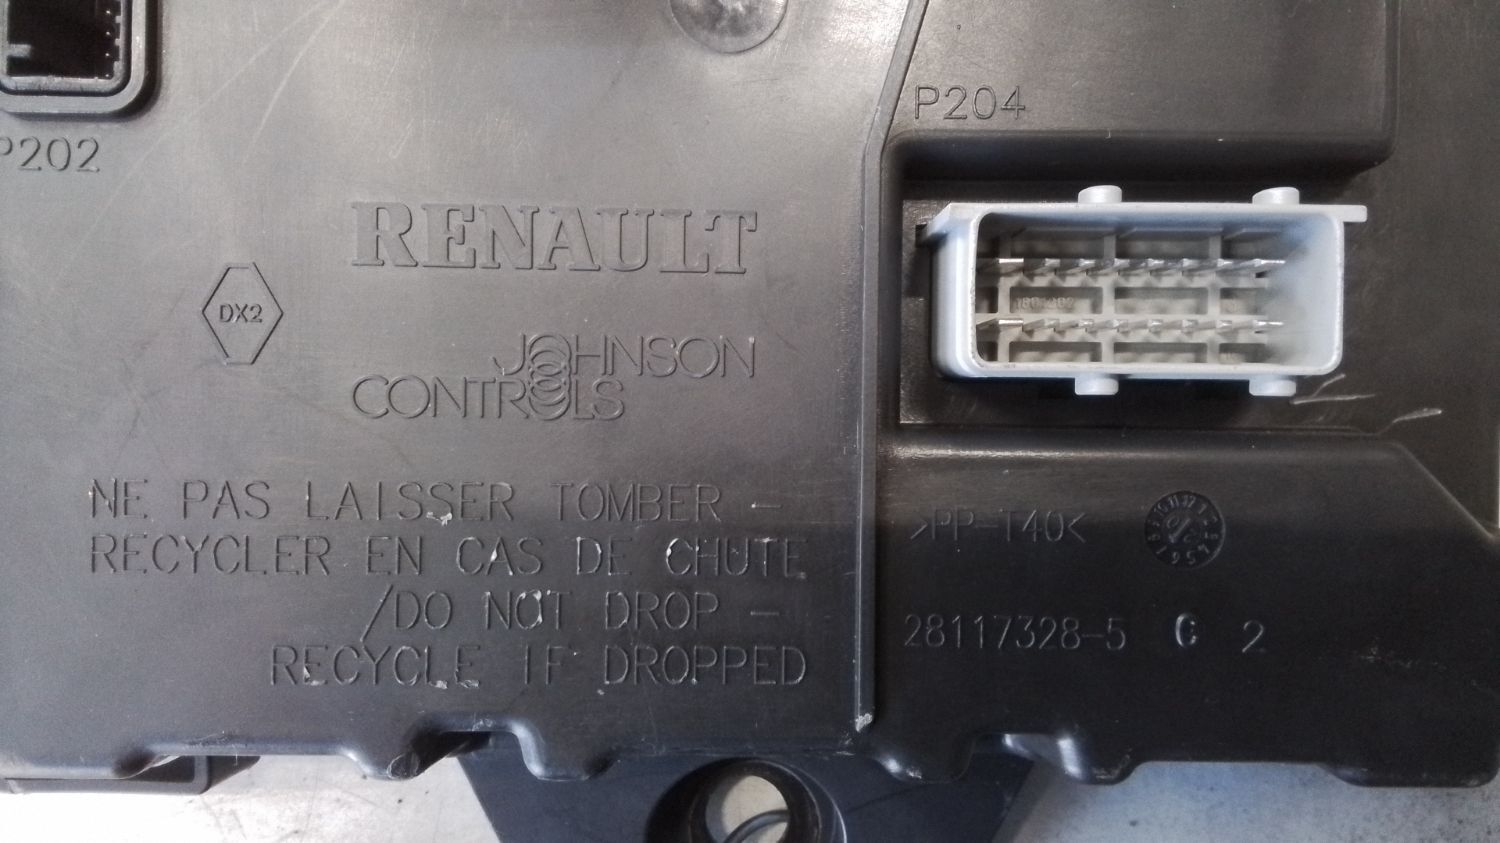 P202
P204
RENAULT
DX2
JOHNSON
CONTROLS
NE PAS LAISSER TOMBER -
RECYCLER EN CAS DE CHUTE
/DO NOT DROP -
RECYCLE IF DROPPED
>PP-T40<
28117328-5 C 2